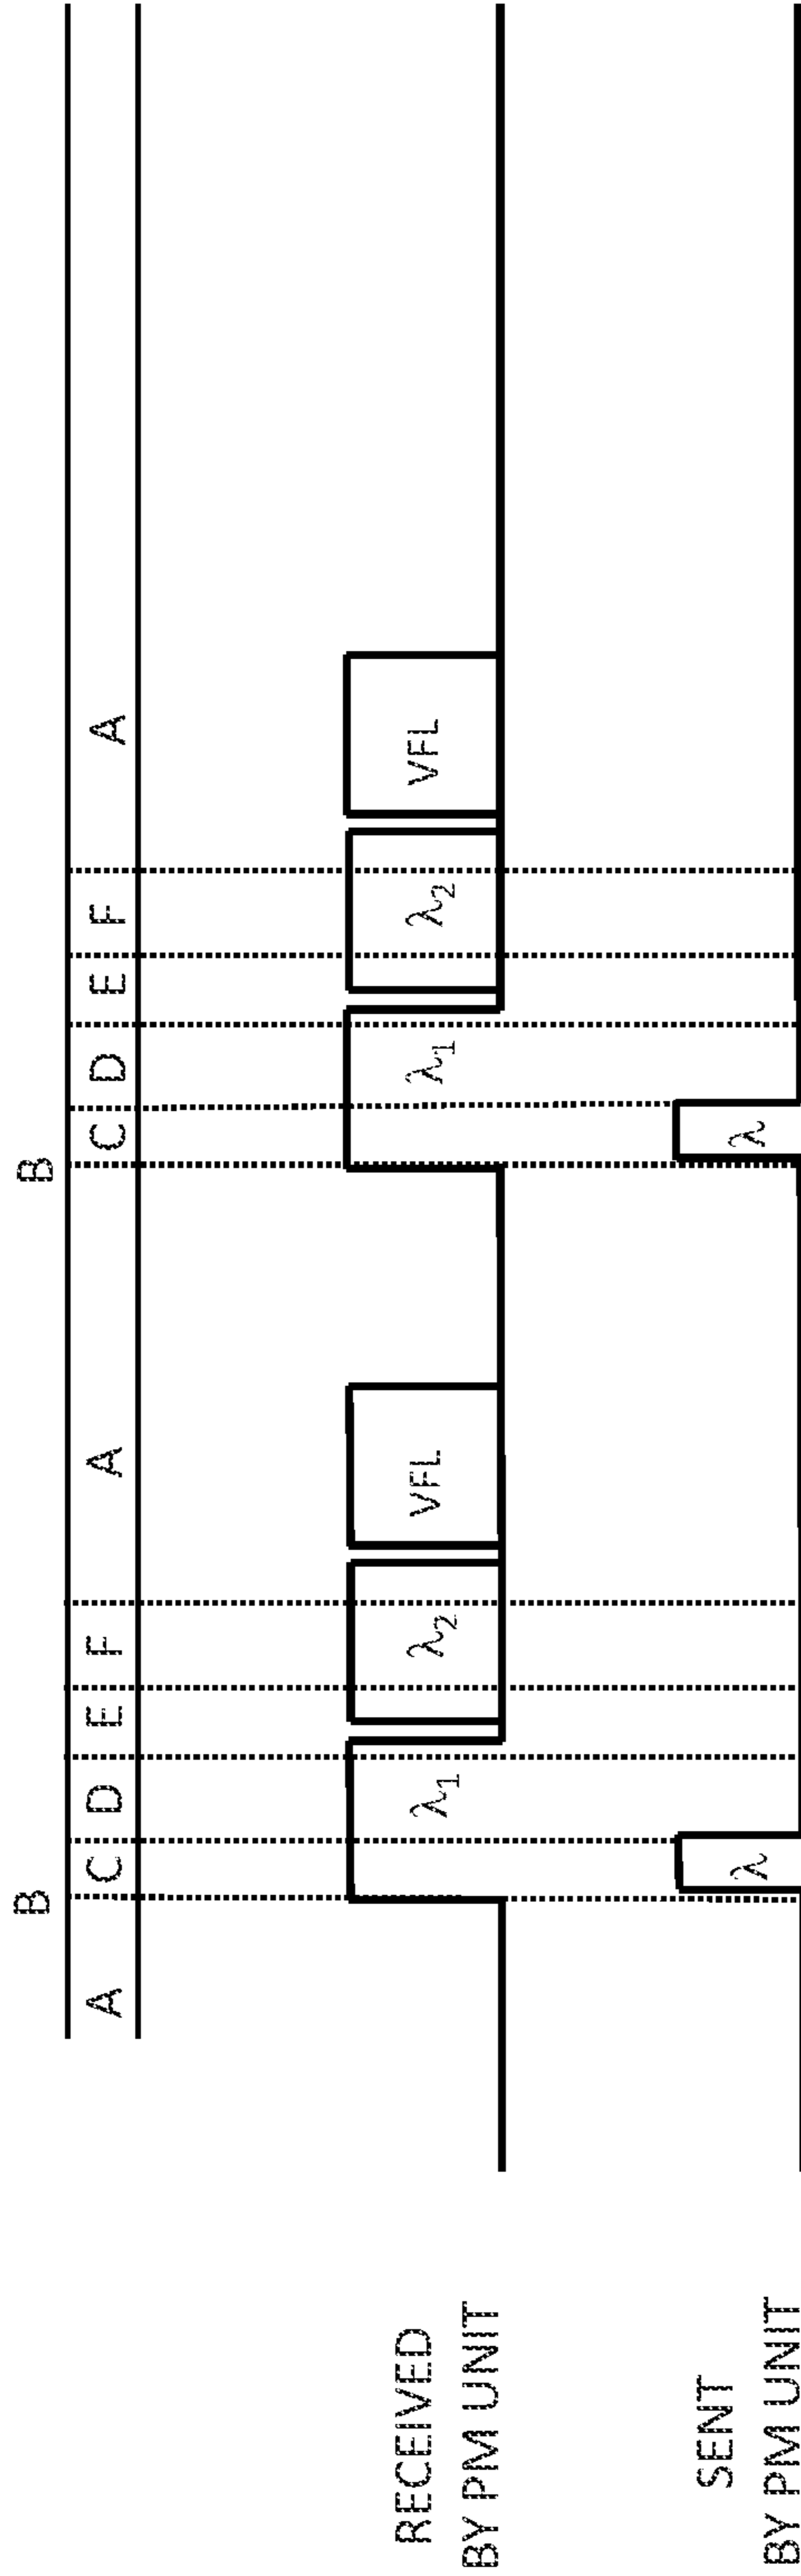 B B
A C D E F A C D E F A
RECEIVED
BY PM UNIT
λ1 λ2 VFL λ1 λ2 VFL
SENT
BY PM UNIT
λ λ